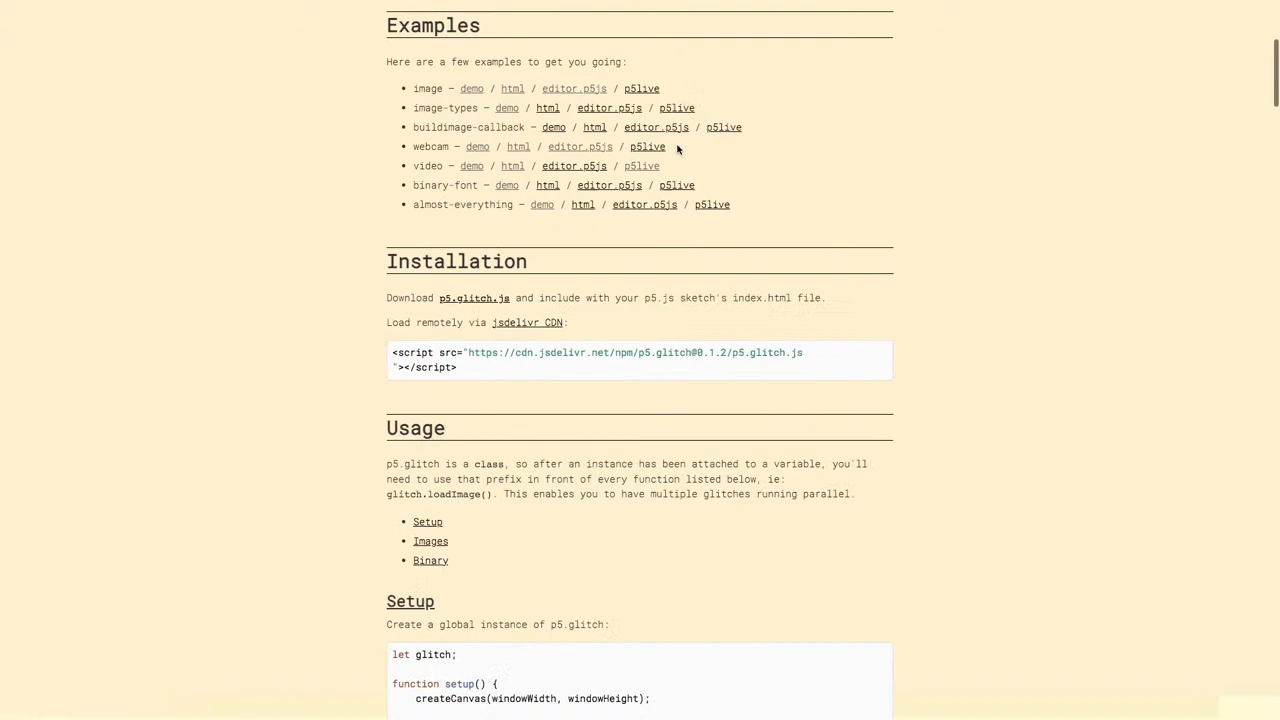 Examples
Here are a few examples to get you going:
• image – demo / html / editor.p5js / p5live
• image-types – demo / html / editor.p5js / p5live
• buildimage-callback – demo / html / editor.p5js / p5live
• webcam – demo / html / editor.p5js / p5live
• video – demo / html / editor.p5js / p5live
• binary-font – demo / html / editor.p5js / p5live
• almost-everything – demo / html / editor.p5js / p5live
Installation
Download p5.glitch.js and include with your p5.js sketch's index.html file.
Load remotely via jsdelivr CDN:
<script src="https://cdn.jsdelivr.net/npm/p5.glitch@0.1.2/p5.glitch.js
"></script>
Usage
p5.glitch is a class, so after an instance has been attached to a variable, you'll
need to use that prefix in front of every function listed below, ie:
glitch.loadImage(). This enables you to have multiple glitches running parallel.
• Setup
• Images
• Binary
Setup
Create a global instance of p5.glitch:
let glitch;
function setup() {
createCanvas(windowWidth, windowHeight);